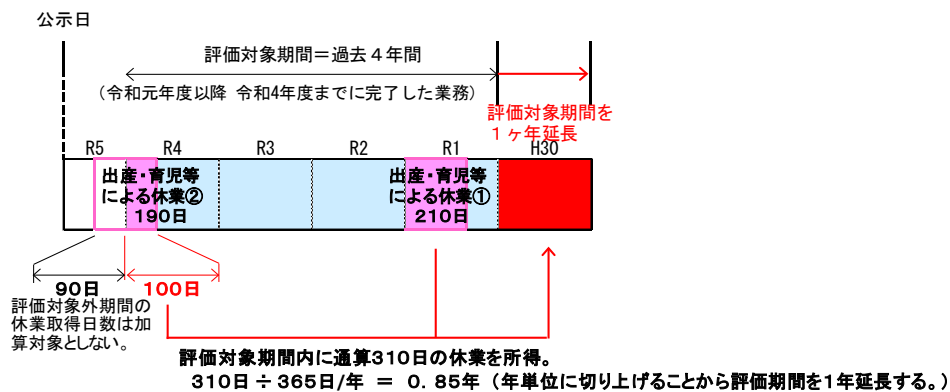 公示日
評価対象期間＝過去４年間
（令和元年度以降 令和4年度までに完了した業務）
評価対象期間を
１ヶ年延長
R5
R4
R3
R2
R1
H30
出産・育児等
による休業②
190日
出産・育児等
による休業①
210日
90日
100日
評価対象外期間の
休業取得日数は加
算対象としない。
評価対象期間内に通算310日の休業を所得。
310日÷365日/年 ＝ 0.85年（年単位に切り上げることから評価期間を1年延長する。）